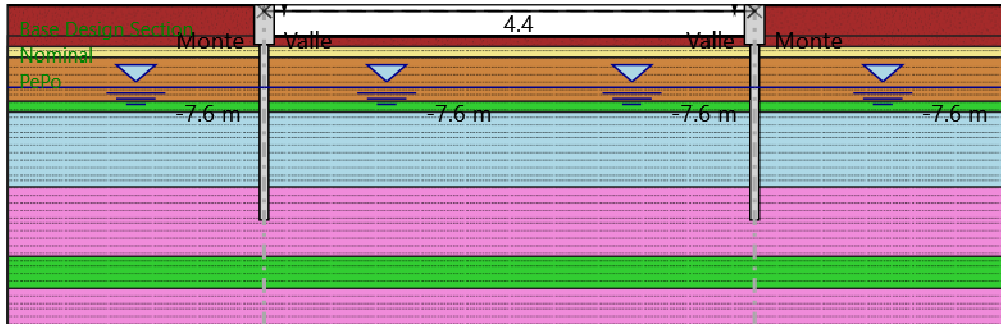 Base Design Section
4.4
Monte Valle Valle Monte
Nominal
PePo
-7.6 m -7.6 m -7.6 m -7.6 m